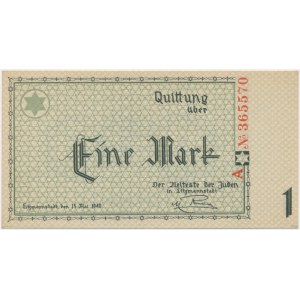 Quittung
über
Eine Mark
Der Aelteste der Juden
in Litzmannstadt
Litzmannstadt, den 15. Mai 1940
A № 365570
1